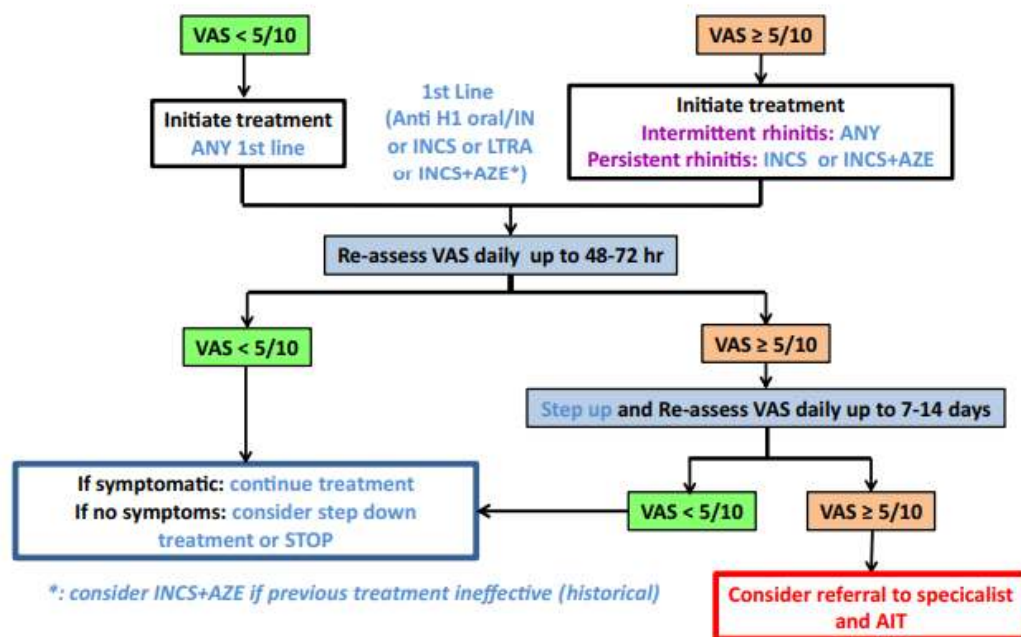 VAS < 5/10
VAS ≥ 5/10
Initiate treatment
ANY 1st line
1st Line
(Anti H1 oral/IN
or INCS or LTRA
or INCS+AZE*)
Initiate treatment
Intermittent rhinitis: ANY
Persistent rhinitis: INCS or INCS+AZE
Re-assess VAS daily up to 48-72 hr
VAS < 5/10
VAS ≥ 5/10
Step up and Re-assess VAS daily up to 7-14 days
If symptomatic: continue treatment
If no symptoms: consider step down
treatment or STOP
VAS < 5/10
VAS ≥ 5/10
*: consider INCS+AZE if previous treatment ineffective (historical)
Consider referral to specicalist
and AIT